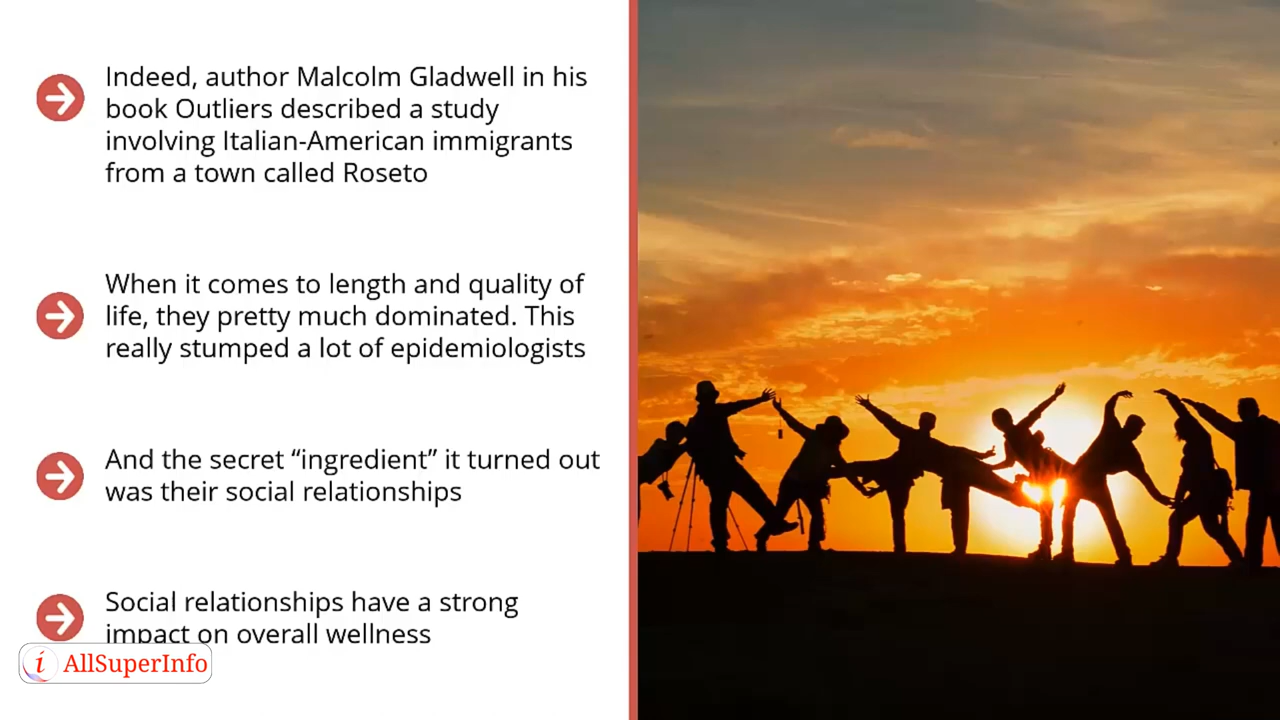 Indeed, author Malcolm Gladwell in his
book Outliers described a study
involving Italian-American immigrants
from a town called Roseto
When it comes to length and quality of
life, they pretty much dominated. This
really stumped a lot of epidemiologists
And the secret “ingredient” it turned out
was their social relationships
Social relationships have a strong
impact on overall wellness
i AllSuperInfo